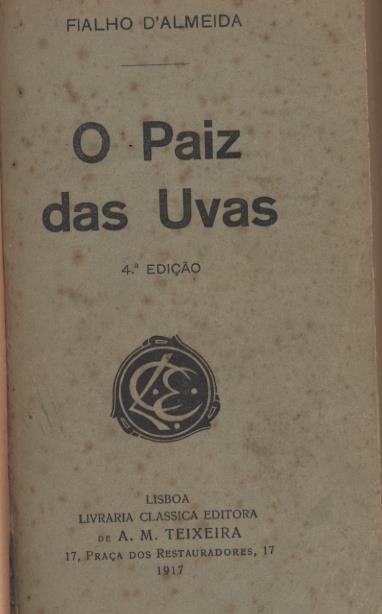 FIALHO D'ALMEIDA
O Paiz
das Uvas
4.ª EDIÇÃO
LCE
LISBOA
LIVRARIA CLASSICA EDITORA
DE A. M. TEIXEIRA
17, PRAÇA DOS RESTAURADORES, 17
1917